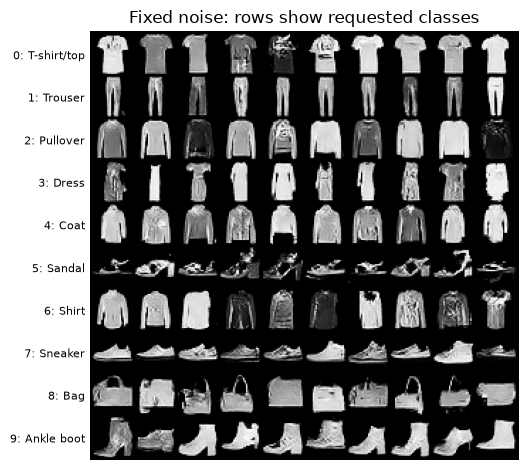 Fixed noise: rows show requested classes
0: T-shirt/top
1: Trouser
2: Pullover
3: Dress
4: Coat
5: Sandal
6: Shirt
7: Sneaker
8: Bag
9: Ankle boot